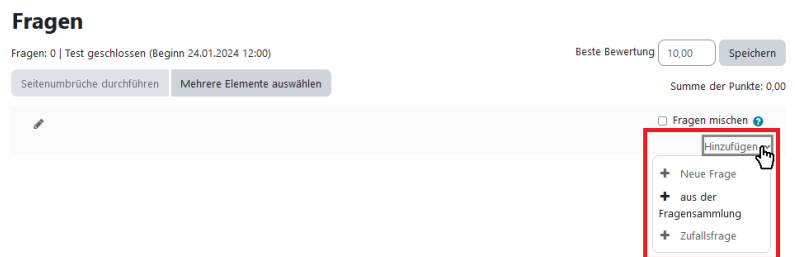 Fragen
Fragen: 0 | Test geschlossen (Beginn 24.01.2024 12:00)
Beste Bewertung 10,00 Speichern
Seitenumbrüche durchführen Mehrere Elemente auswählen
Summe der Punkte: 0,00
Fragen mischen ?
Hinzufügen
+ Neue Frage
+ aus der
Fragensammlung
+ Zufallsfrage